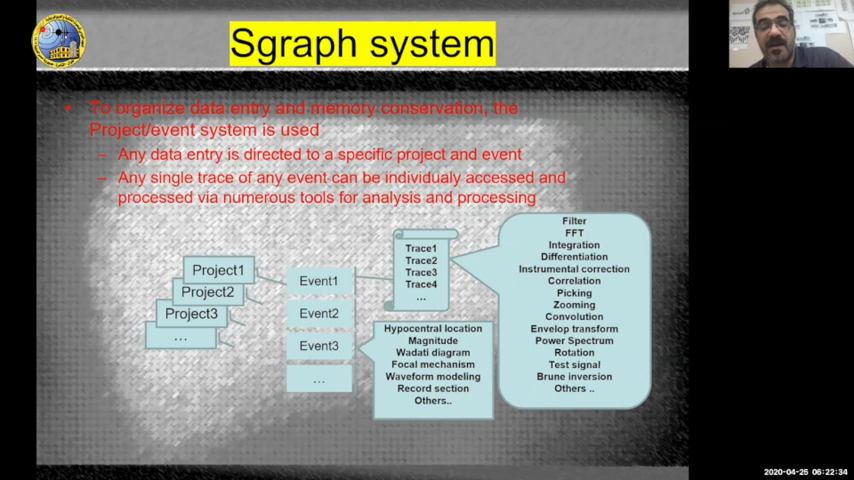 Sgraph system
• To organize data entry and memory conservation, the
Project/event system is used
– Any data entry is directed to a specific project and event
– Any single trace of any event can be individualy accessed and
processed via numerous tools for analysis and processing
Project1
Project2
Project3
...
Event1
Event2
Event3
...
Trace1
Trace2
Trace3
Trace4
...
Hypocentral location
Magnitude
Wadati diagram
Focal mechanism
Waveform modeling
Record section
Others..
Filter
FFT
Integration
Differentiation
Instrumental correction
Correlation
Picking
Zooming
Convolution
Envelop transform
Power Spectrum
Rotation
Test signal
Brune inversion
Others ..
2020-04-25 06:22:34